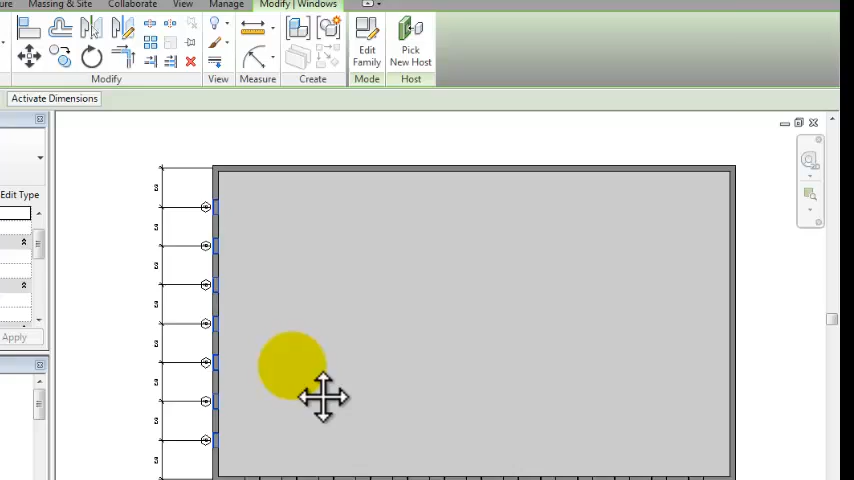 Massing & Site Collaborate View Manage Modify | Windows
Edit Family
Pick New Host
Modify View Measure Create Mode Host
Activate Dimensions
Edit Type
Apply